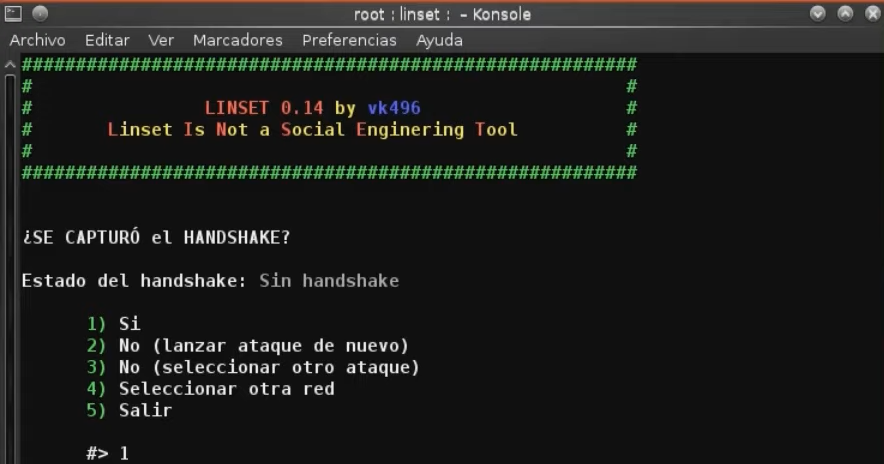 root : linset : – Konsole
Archivo Editar Ver Marcadores Preferencias Ayuda
#########################################################
# #
# LINSET 0.14 by vk496 #
# Linset Is Not a Social Enginering Tool #
# #
#########################################################
¿SE CAPTURÓ el HANDSHAKE?
Estado del handshake: Sin handshake
1) Si
2) No (lanzar ataque de nuevo)
3) No (seleccionar otro ataque)
4) Seleccionar otra red
5) Salir
#> 1